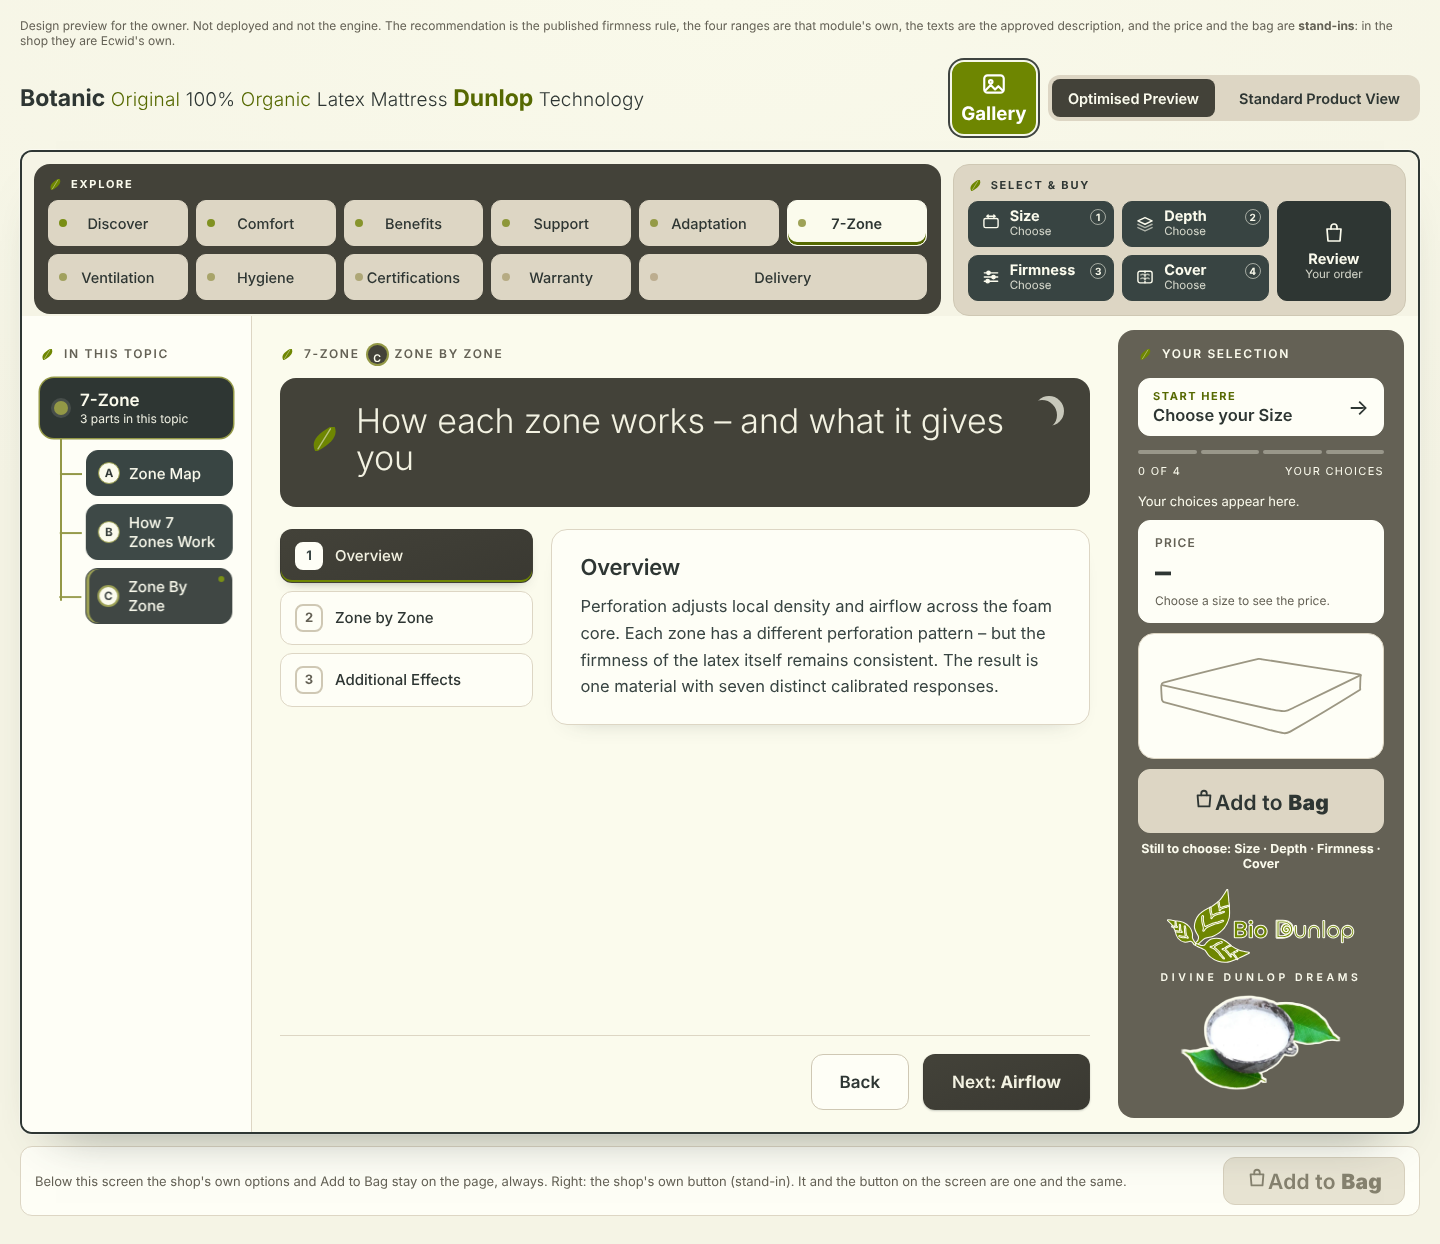 Design preview for the owner. Not deployed and not the engine. The recommendation is the published firmness rule, the four ranges are that module's own, the texts are the approved description, and the price and the bag are stand-ins: in the
shop they are Ecwid's own.
Botanic Original 100% Organic Latex Mattress Dunlop Technology
Gallery
Optimised Preview
Standard Product View
EXPLORE
Discover
Comfort
Benefits
Support
Adaptation
7-Zone
Ventilation
Hygiene
Certifications
Warranty
Delivery
SELECT & BUY
Size
Choose
1
Depth
Choose
2
Firmness
Choose
3
Cover
Choose
4
Review
Your order
IN THIS TOPIC
7-Zone
3 parts in this topic
A
Zone Map
B
How 7
Zones Work
C
Zone By
Zone
7-ZONE C ZONE BY ZONE
How each zone works – and what it gives
you
1 Overview
2 Zone by Zone
3 Additional Effects
Overview
Perforation adjusts local density and airflow across the foam
core. Each zone has a different perforation pattern – but the
firmness of the latex itself remains consistent. The result is
one material with seven distinct calibrated responses.
Back
Next: Airflow
YOUR SELECTION
START HERE
Choose your Size
0 OF 4
YOUR CHOICES
Your choices appear here.
PRICE
–
Choose a size to see the price.
Add to Bag
Still to choose: Size · Depth · Firmness ·
Cover
Bio Dunlop
DIVINE DUNLOP DREAMS
Below this screen the shop's own options and Add to Bag stay on the page, always. Right: the shop's own button (stand-in). It and the button on the screen are one and the same.
Add to Bag